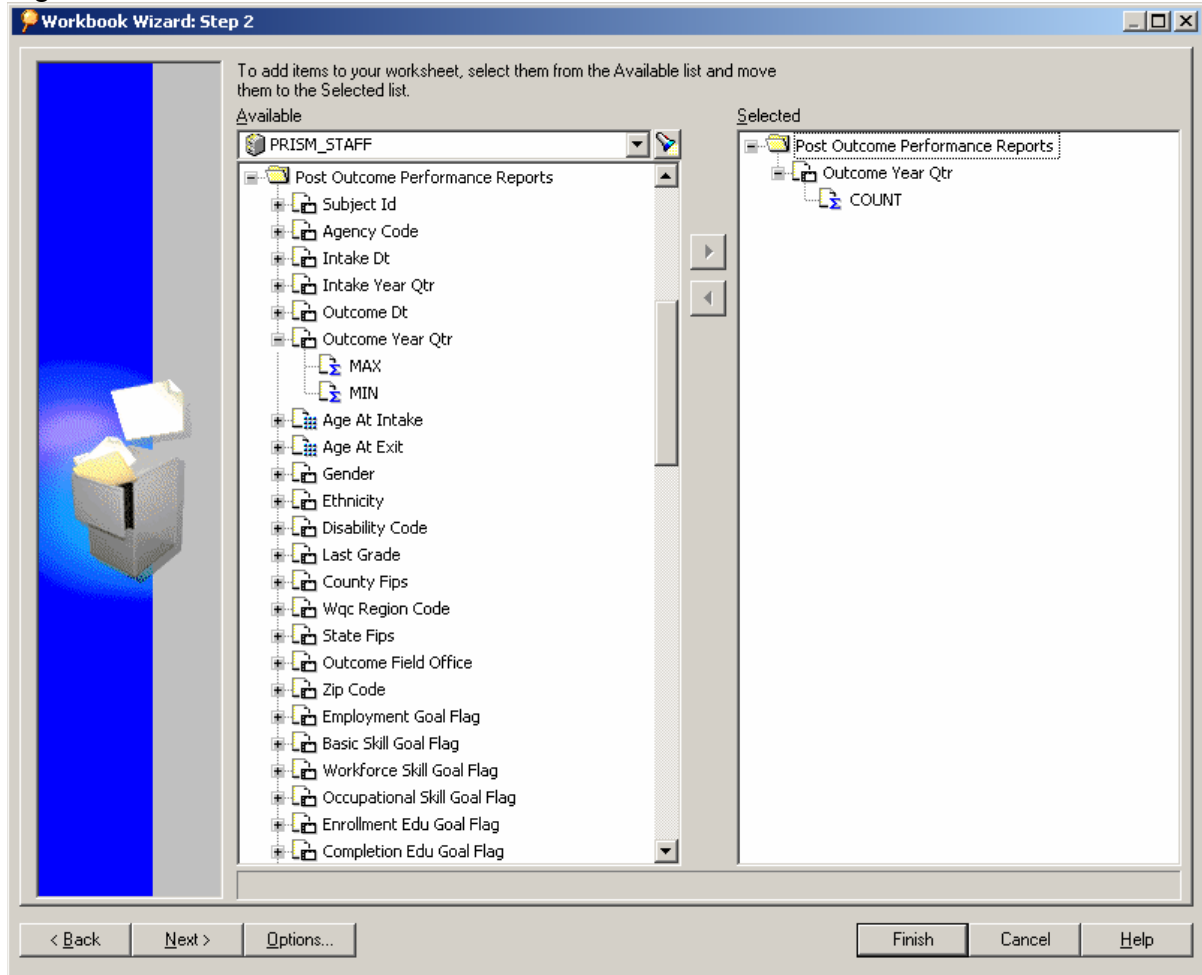 Workbook Wizard: Step 2
To add items to your worksheet, select them from the Available list and move
them to the Selected list.
Available
Selected
PRISM_STAFF
Post Outcome Performance Reports
Subject Id
Agency Code
Intake Dt
Intake Year Qtr
Outcome Dt
Outcome Year Qtr
MAX
MIN
Age At Intake
Age At Exit
Gender
Ethnicity
Disability Code
Last Grade
County Fips
Wqc Region Code
State Fips
Outcome Field Office
Zip Code
Employment Goal Flag
Basic Skill Goal Flag
Workforce Skill Goal Flag
Occupational Skill Goal Flag
Enrollment Edu Goal Flag
Completion Edu Goal Flag
Post Outcome Performance Reports
Outcome Year Qtr
COUNT
< Back
Next >
Options...
Finish
Cancel
Help